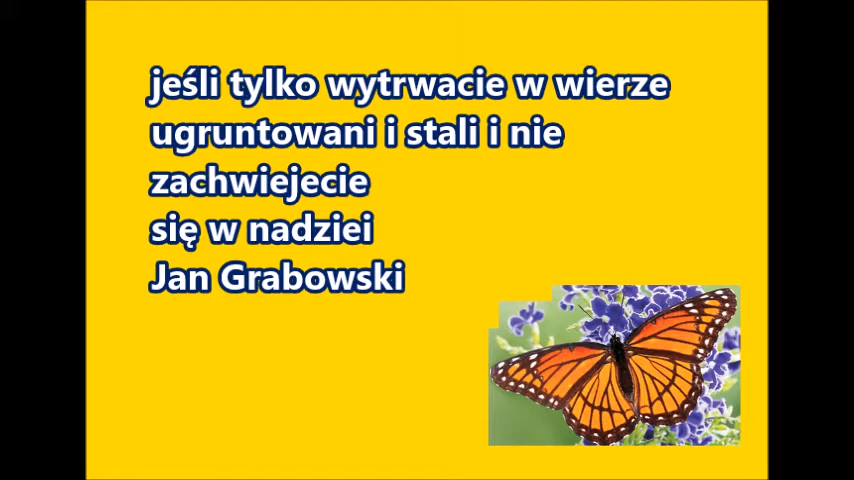 jeśli tylko wytrwacie w wierze
ugruntowani i stali i nie
zachwiejecie
się w nadziei
Jan Grabowski